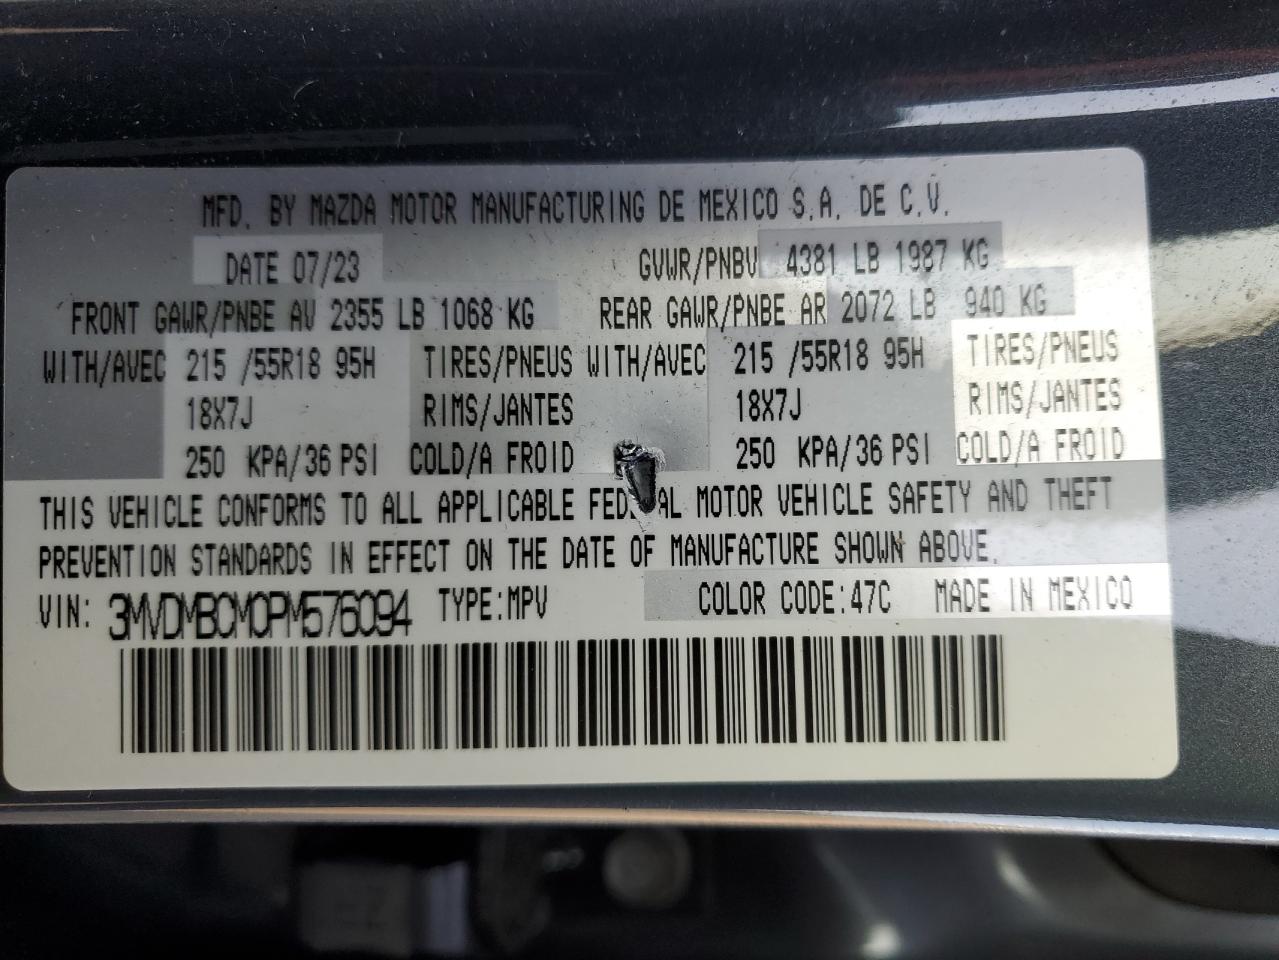 MFD. BY MAZDA MOTOR MANUFACTURING DE MEXICO S.A. DE C.V.
DATE 07/23 GVWR/PNBV 4381 LB 1987 KG
FRONT GAWR/PNBE AV 2355 LB 1068 KG REAR GAWR/PNBE AR 2072 LB 940 KG
WITH/AVEC 215 /55R18 95H TIRES/PNEUS WITH/AVEC 215 /55R18 95H TIRES/PNEUS
18X7J RIMS/JANTES 18X7J RIMS/JANTES
250 KPA/36 PSI COLD/A FROID 250 KPA/36 PSI COLD/A FROID
THIS VEHICLE CONFORMS TO ALL APPLICABLE FEDERAL MOTOR VEHICLE SAFETY AND THEFT
PREVENTION STANDARDS IN EFFECT ON THE DATE OF MANUFACTURE SHOWN ABOVE.
VIN: 3MVDMBCM0PM576094 TYPE:MPV COLOR CODE:47C MADE IN MEXICO